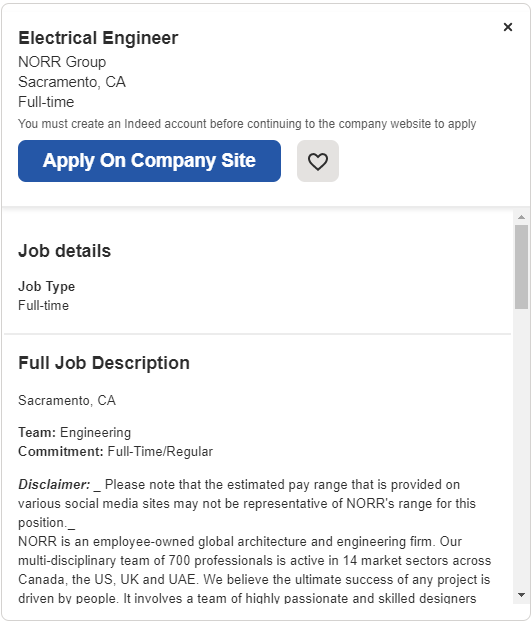 Electrical Engineer
NORR Group
Sacramento, CA
Full-time
You must create an Indeed account before continuing to the company website to apply
Apply On Company Site
Job details
Job Type
Full-time
Full Job Description
Sacramento, CA
Team: Engineering
Commitment: Full-Time/Regular
Disclaimer: _ Please note that the estimated pay range that is provided on
various social media sites may not be representative of NORR's range for this
position._
NORR is an employee-owned global architecture and engineering firm. Our
multi-disciplinary team of 700 professionals is active in 14 market sectors across
Canada, the US, UK and UAE. We believe the ultimate success of any project is
driven by people. It involves a team of highly passionate and skilled designers